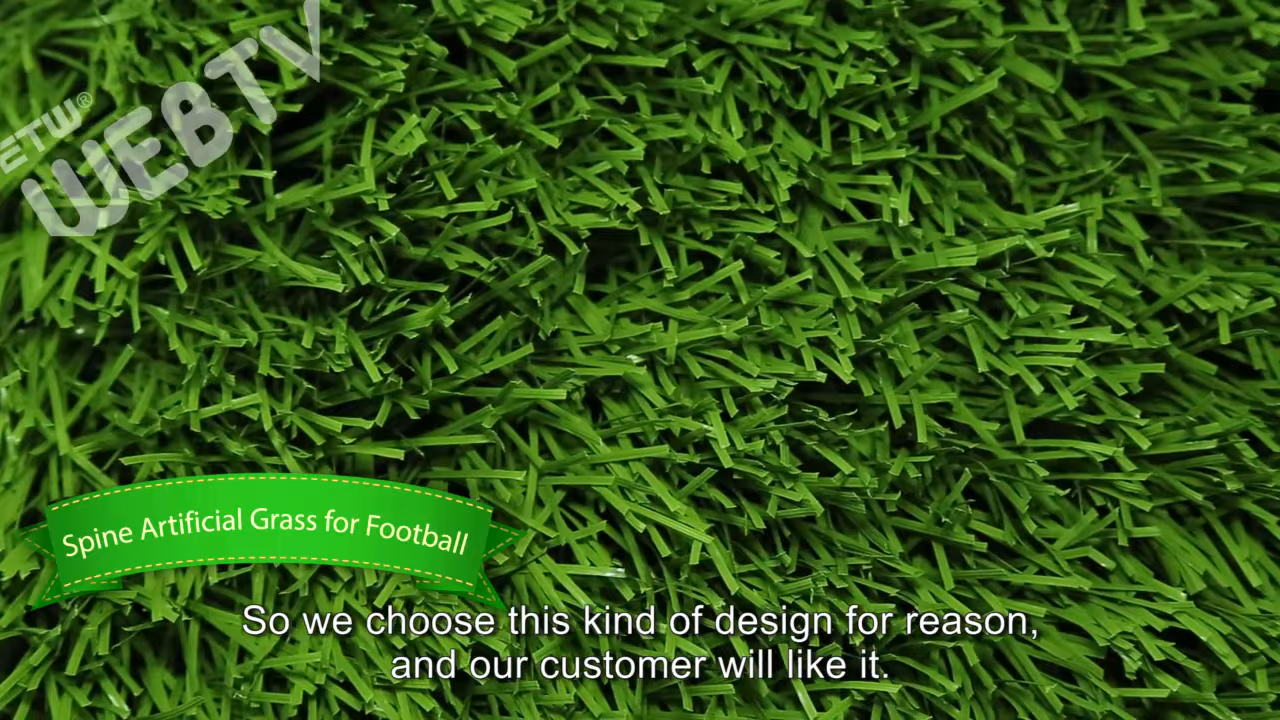 ETW®
WEBTV
Spine Artificial Grass for Football
So we choose this kind of design for reason,
and our customer will like it.